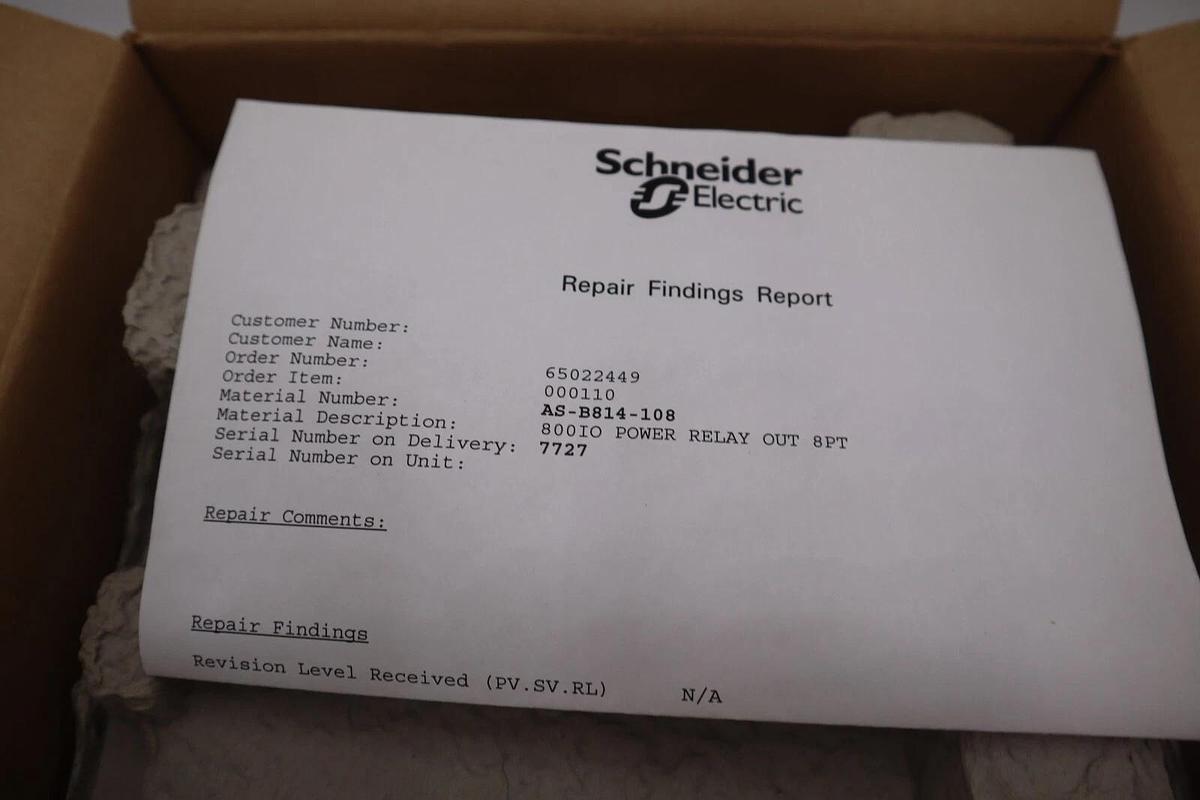 Schneider
Electric
Repair Findings Report
Customer Number:
Customer Name:
Order Number: 65022449
Order Item: 000110
Material Number: AS-B814-108
Material Description: 800IO POWER RELAY OUT 8PT
Serial Number on Delivery: 7727
Serial Number on Unit:
Repair Comments:
Repair Findings
Revision Level Received (PV.SV.RL) N/A